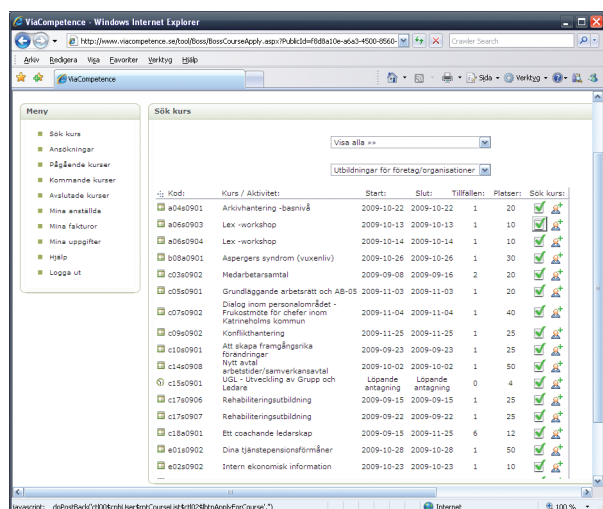 ViaCompetence - Windows Internet Explorer
http://www.viacompetence.se/tool/Boss/BossCourseApply.aspx?PublicId=f8d8a10e-a6a3-4500-8560-
Crawler Search
Arkiv Redigera Visa Favoriter Verktyg Hjälp
ViaCompetence
Sida Verktyg
Meny
Sök kurs
Sök kurs
Ansökningar
Pågående kurser
Kommande kurser
Avslutade kurser
Mina anställda
Mina fakturor
Mina uppgifter
Hjälp
Logga ut
Visa alla »»
Utbildningar för företag/organisationer
Kod: Kurs / Aktivitet: Start: Slut: Tillfällen: Platser: Sök kurs:
a04s0901 Arkivhantering -basnivå 2009-10-22 2009-10-22 1 20
a06s0903 Lex -workshop 2009-10-13 2009-10-13 1 10
a06s0904 Lex -workshop 2009-10-14 2009-10-14 1 10
b08a0901 Aspergers syndrom (vuxenliv) 2009-10-26 2009-10-26 1 30
c03s0902 Medarbetarsamtal 2009-09-08 2009-09-16 2 20
c05s0901 Grundläggande arbetsrätt och AB-05 2009-11-03 2009-11-03 1 20
Dialog inom personalområdet -
c07s0902 Frukostmöte för chefer inom 2009-11-04 2009-11-04 1 40
Katrineholms kommun
c09s0902 Konflikthantering 2009-11-25 2009-11-25 1 25
c10s0901 Att skapa framgångsrika 2009-09-23 2009-09-23 1 25
förändringar
c14s0908 Nytt avtal 2009-10-02 2009-10-02 1 50
arbetstider/samverkansavtal
c15s0901 UGL - Utveckling av Grupp och Löpande Löpande 0 4
Ledare antagning antagning
c17s0906 Rehabiliteringsutbildning 2009-09-15 2009-09-15 1 25
c17s0907 Rehabiliteringsutbildning 2009-09-22 2009-09-22 1 25
c18a0901 Ett coachande ledarskap 2009-09-15 2009-11-25 6 12
e01s0902 Dina tjänstepensionsförmåner 2009-10-28 2009-10-28 1 50
e02s0902 Intern ekonomisk information 2009-10-23 2009-10-23 1 10
Internet 100 %